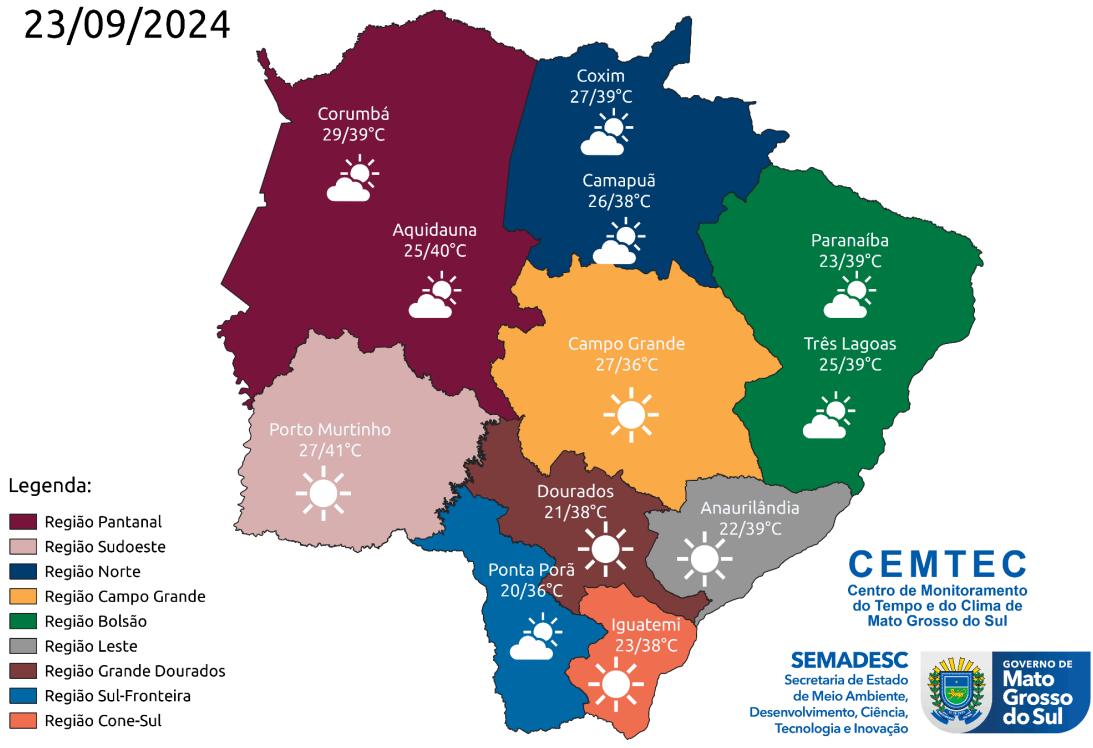 23/09/2024
Coxim
27/39°C
Corumbá
29/39°C
Camapuã
26/38°C
Aquidauna
25/40°C
Paranaíba
23/39°C
Campo Grande
27/36°C
Três Lagoas
25/39°C
Porto Murtinho
27/41°C
Dourados
21/38°C
Anaurilândia
22/39°C
Ponta Porã
20/36°C
Iguatemi
23/38°C
Legenda:
Região Pantanal
Região Sudoeste
Região Norte
Região Campo Grande
Região Bolsão
Região Leste
Região Grande Dourados
Região Sul-Fronteira
Região Cone-Sul
CEMTEC
Centro de Monitoramento
do Tempo e do Clima de
Mato Grosso do Sul
SEMADESC
Secretaria de Estado
de Meio Ambiente,
Desenvolvimento, Ciência,
Tecnologia e Inovação
GOVERNO DE
Mato
Grosso
do Sul